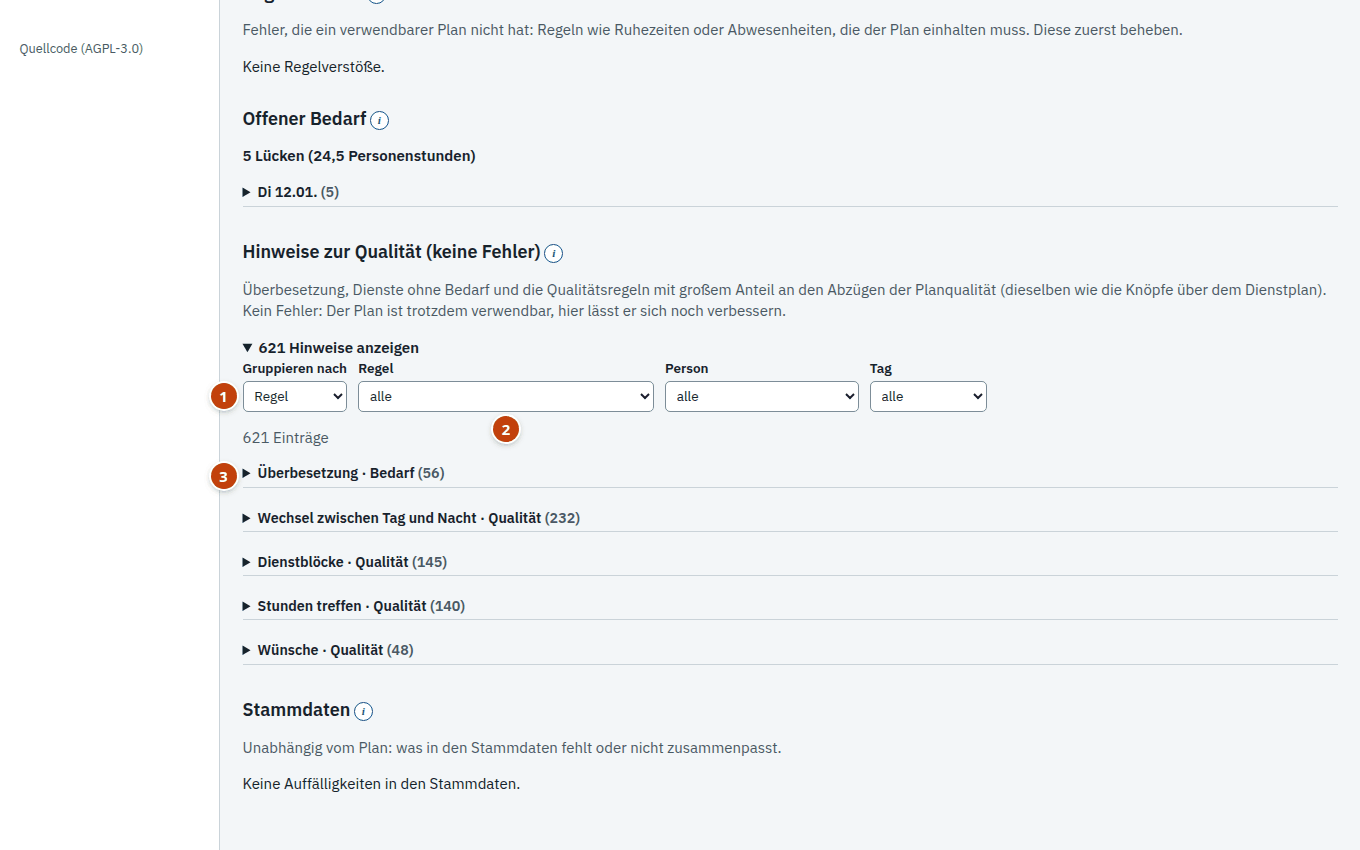 Quellcode (AGPL-3.0)
Fehler, die ein verwendbarer Plan nicht hat: Regeln wie Ruhezeiten oder Abwesenheiten, die der Plan einhalten muss. Diese zuerst beheben.
Keine Regelverstöße.
Offener Bedarf i
5 Lücken (24,5 Personenstunden)
Di 12.01. (5)
Hinweise zur Qualität (keine Fehler) i
Überbesetzung, Dienste ohne Bedarf und die Qualitätsregeln mit großem Anteil an den Abzügen der Planqualität (dieselben wie die Knöpfe über dem Dienstplan).
Kein Fehler: Der Plan ist trotzdem verwendbar, hier lässt er sich noch verbessern.
621 Hinweise anzeigen
Gruppieren nach Regel Person Tag
1 Regel alle alle alle
2
621 Einträge
3 Überbesetzung · Bedarf (56)
Wechsel zwischen Tag und Nacht · Qualität (232)
Dienstblöcke · Qualität (145)
Stunden treffen · Qualität (140)
Wünsche · Qualität (48)
Stammdaten i
Unabhängig vom Plan: was in den Stammdaten fehlt oder nicht zusammenpasst.
Keine Auffälligkeiten in den Stammdaten.